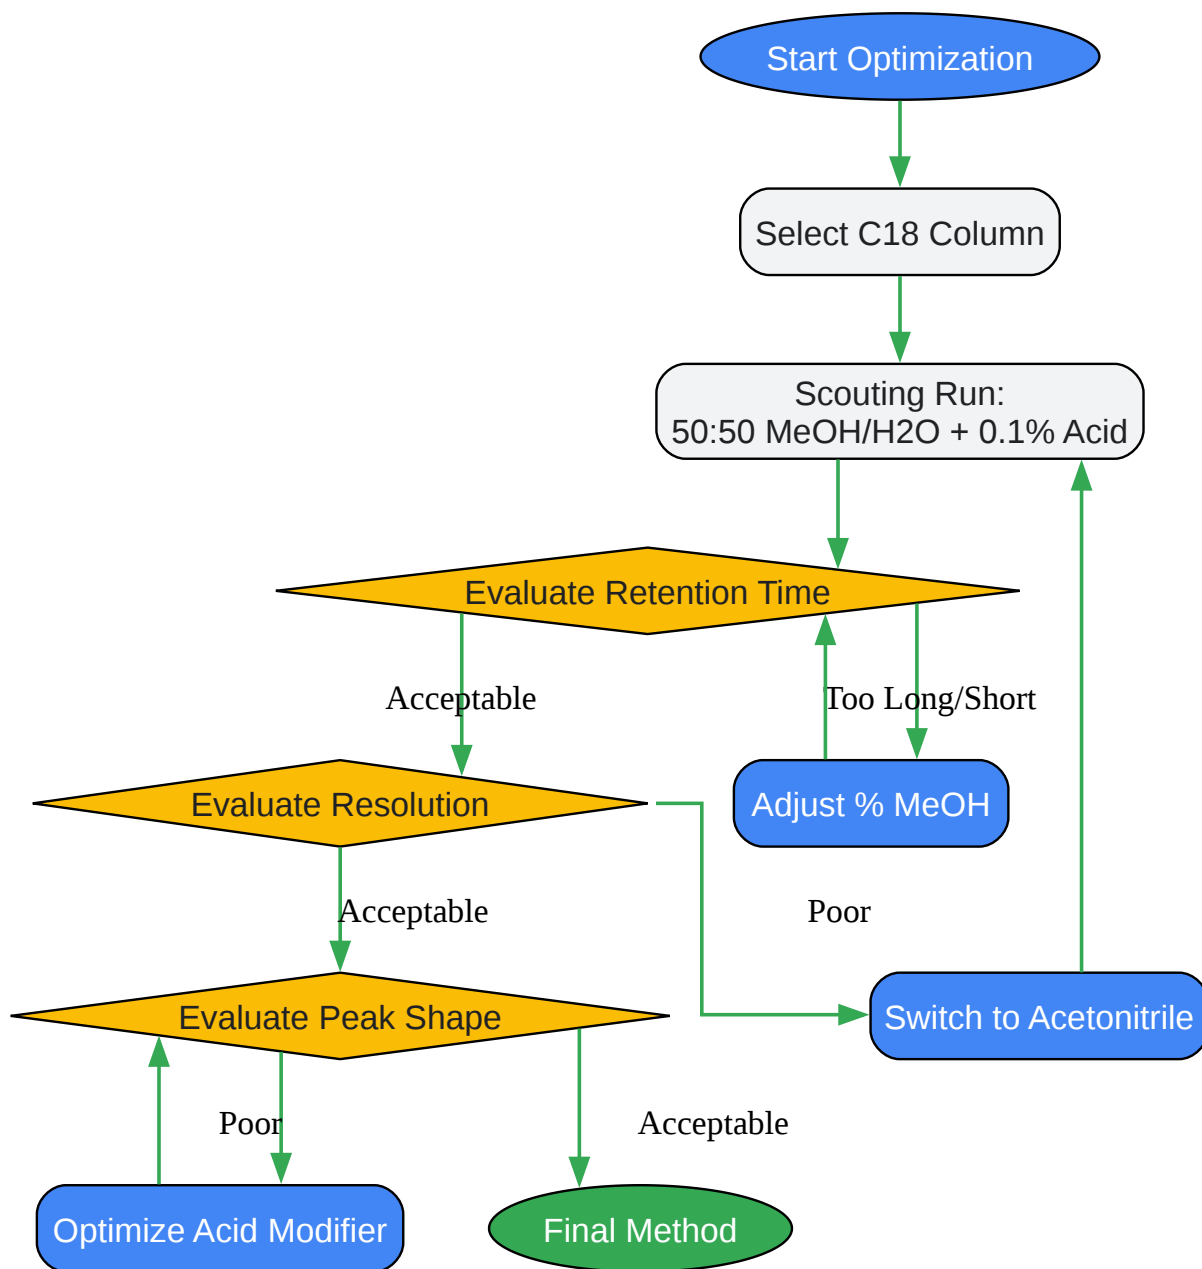 Start Optimization
Select C18 Column
Scouting Run:
50:50 MeOH/H2O + 0.1% Acid
Evaluate Retention Time
Acceptable
Too Long/Short
Evaluate Resolution
Adjust % MeOH
Acceptable
Poor
Evaluate Peak Shape
Switch to Acetonitrile
Poor
Acceptable
Optimize Acid Modifier
Final Method